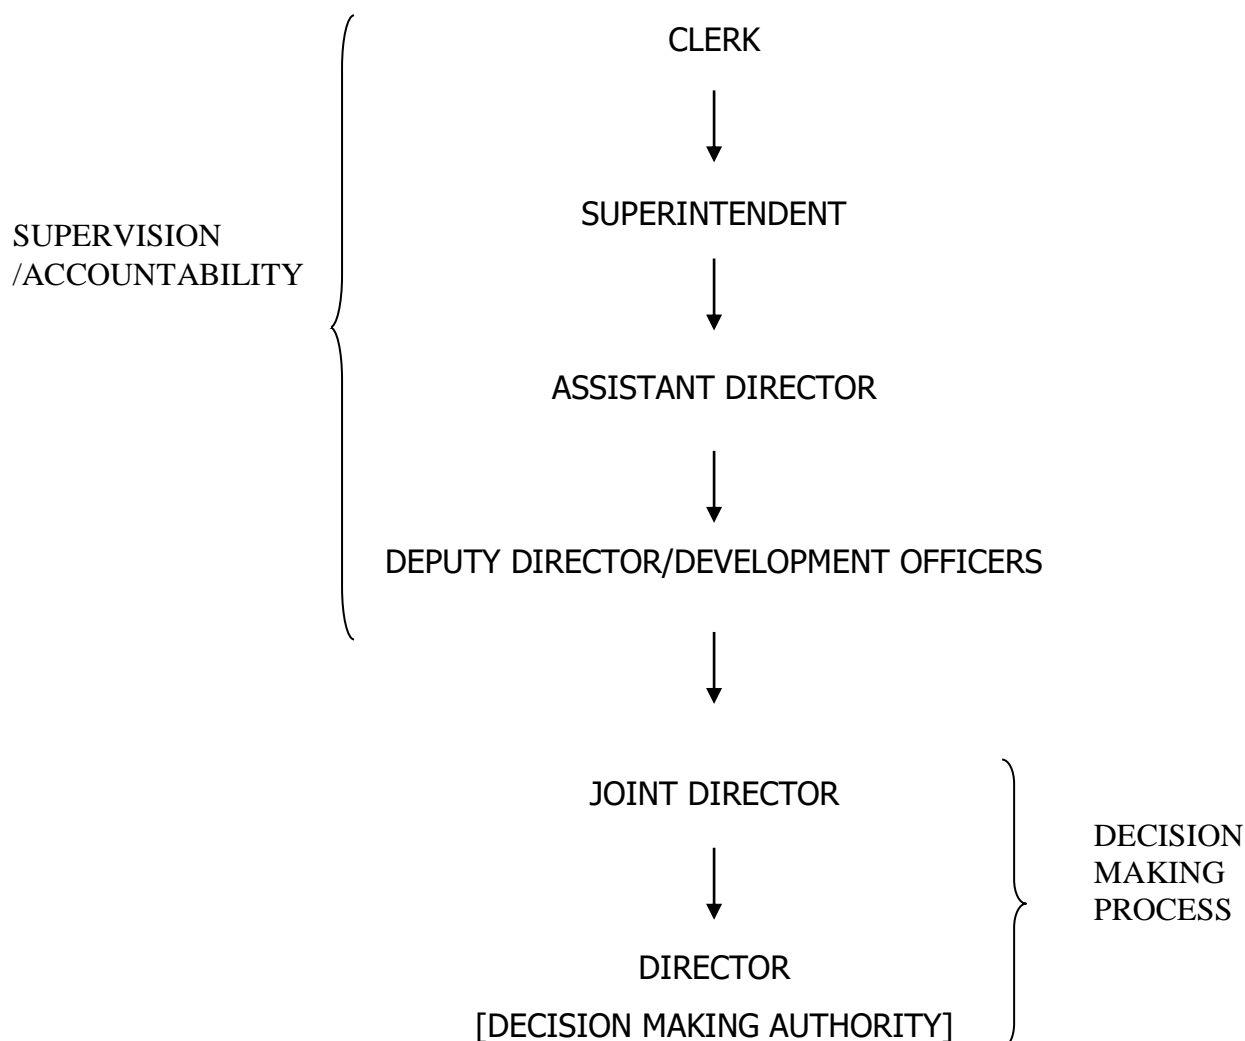 CLERK
SUPERINTENDENT
SUPERVISION
/ACCOUNTABILITY
ASSISTANT DIRECTOR
DEPUTY DIRECTOR/DEVELOPMENT OFFICERS
JOINT DIRECTOR
DECISION
MAKING
PROCESS
DIRECTOR
[DECISION MAKING AUTHORITY]